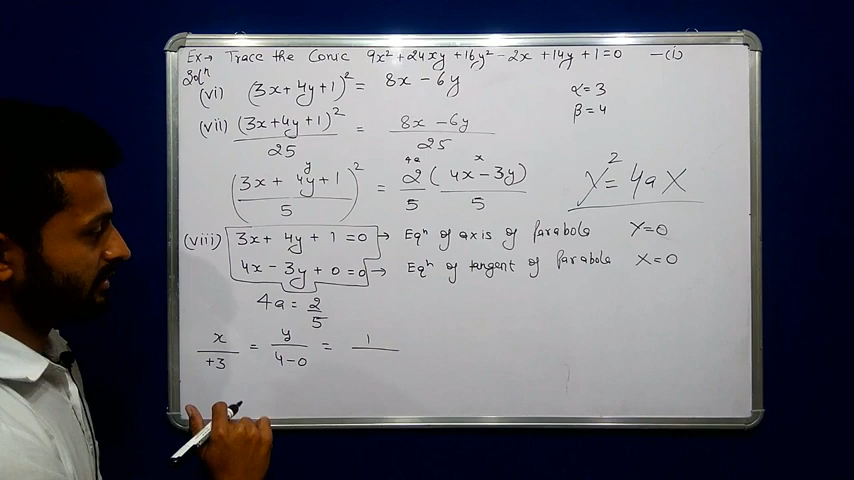 Ex→ Trace the Conic 9x² + 24xy + 16y² - 2x + 14y + 1 = 0 — (i)
Solⁿ
(vi) (3x + 4y + 1)² = 8x - 6y
α = 3
β = 4
(vii) (3x + 4y + 1)² / 25 = 8x - 6y / 25
y 4a x
((3x + 4y + 1) / 5)² = 2/5 (4x - 3y / 5)
Y² = 4aX
(viii) 3x + 4y + 1 = 0 → Eqⁿ of axis of parabola Y=0
4x - 3y + 0 = 0 → Eqⁿ of tangent of parabola X=0
4a = 2/5
x / +3 = y / 4-0 = 1 /